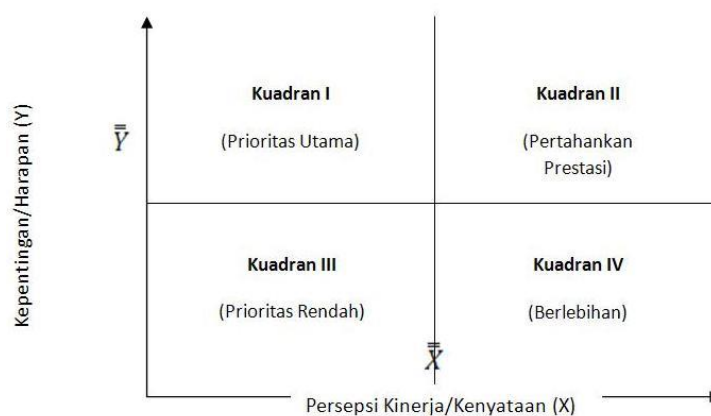 Kepentingan/Harapan (Y)
Y̿
Kuadran I
(Prioritas Utama)
Kuadran II
(Pertahankan
Prestasi)
Kuadran III
(Prioritas Rendah)
Kuadran IV
(Berlebihan)
X̿
Persepsi Kinerja/Kenyataan (X)